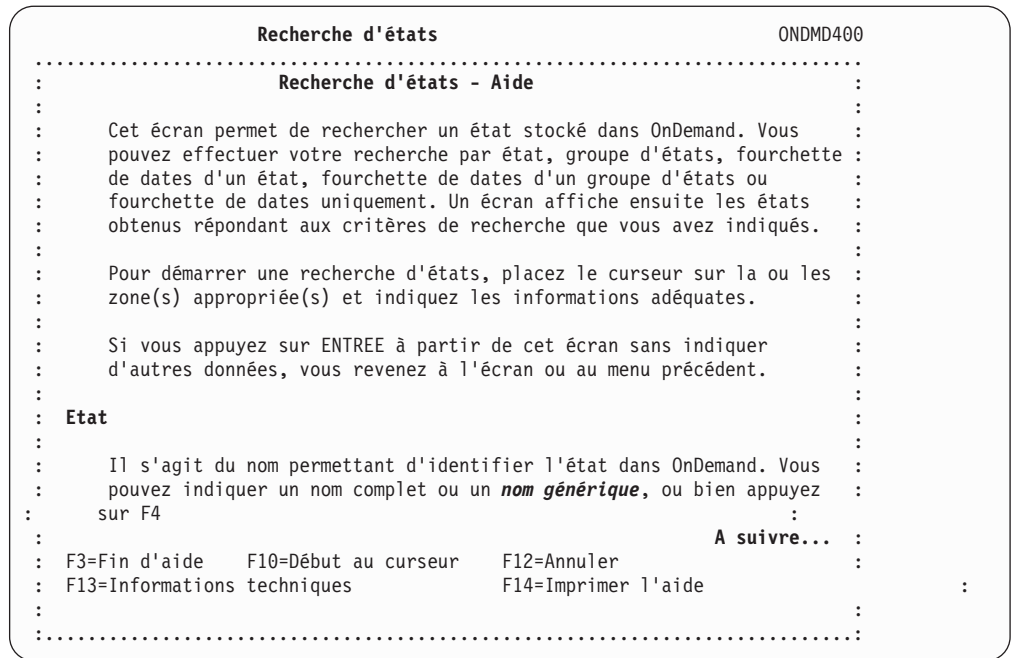 Recherche d'états ONDMD400
...............................................................................
: Recherche d'états - Aide :
: :
: Cet écran permet de rechercher un état stocké dans OnDemand. Vous :
: pouvez effectuer votre recherche par état, groupe d'états, fourchette :
: de dates d'un état, fourchette de dates d'un groupe d'états ou :
: fourchette de dates uniquement. Un écran affiche ensuite les états :
: obtenus répondant aux critères de recherche que vous avez indiqués. :
: :
: Pour démarrer une recherche d'états, placez le curseur sur la ou les :
: zone(s) appropriée(s) et indiquez les informations adéquates. :
: :
: Si vous appuyez sur ENTREE à partir de cet écran sans indiquer :
: d'autres données, vous revenez à l'écran ou au menu précédent. :
: :
: Etat :
: :
: Il s'agit du nom permettant d'identifier l'état dans OnDemand. Vous :
: pouvez indiquer un nom complet ou un nom générique, ou bien appuyez :
: sur F4 :
: A suivre... :
: F3=Fin d'aide F10=Début au curseur F12=Annuler :
: F13=Informations techniques F14=Imprimer l'aide :
: :
:.............................................................................: